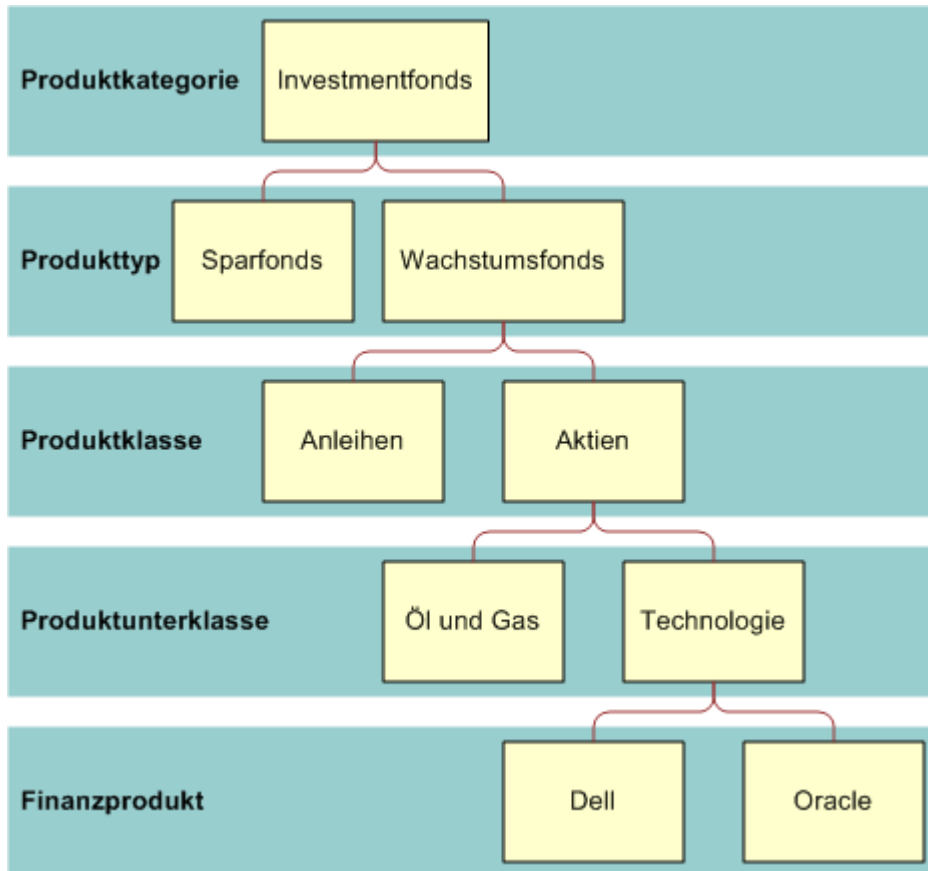 Produktkategorie
Investmentfonds
Produkttyp
Sparfonds
Wachstumsfonds
Produktklasse
Anleihen
Aktien
Produktunterklasse
Öl und Gas
Technologie
Finanzprodukt
Dell
Oracle